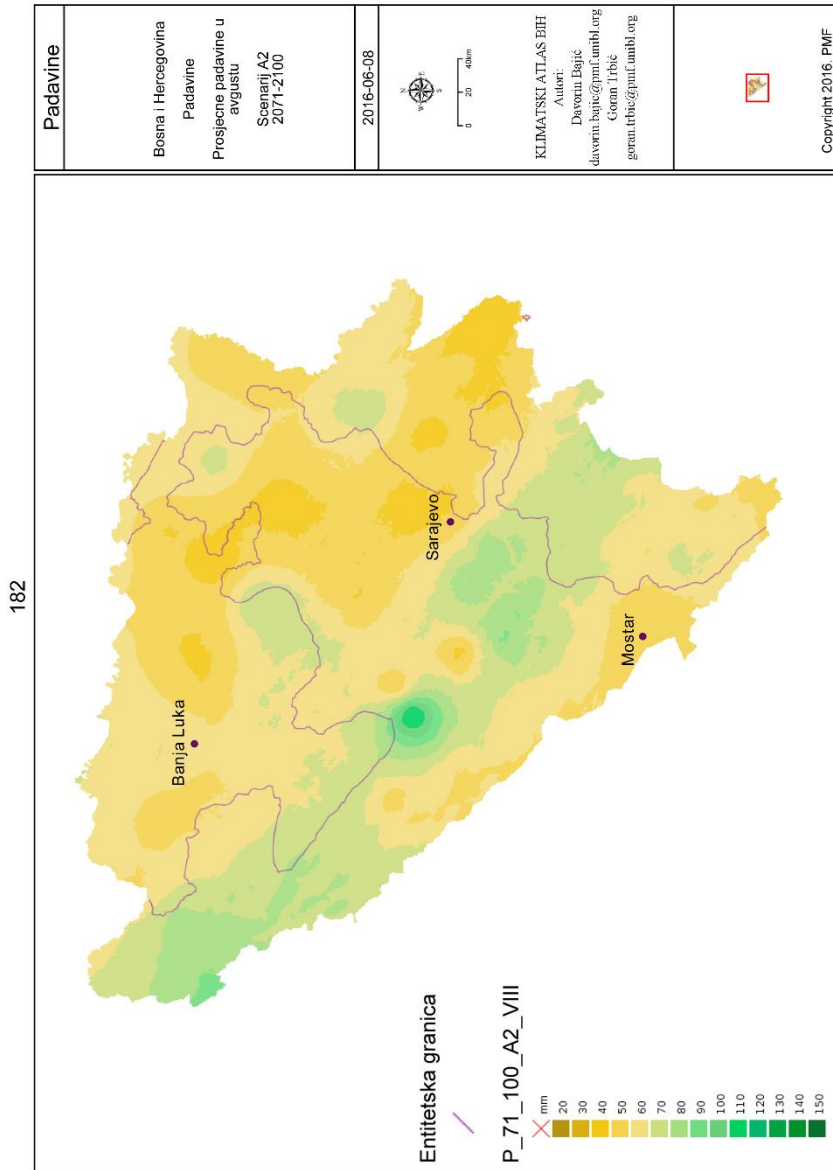 182
Padavine
Bosna i Hercegovina
Padavine
Prosjecne padavine u
avgustu
Scenarij A2
2071-2100
2016-06-08
N
W
E
S
0 20 40km
KLIMATSKI ATLAS BIH
Autori:
Davorin Bajić
davorin.bajic@pmf.unibl.org
Goran Trbić
goran.trbic@pmf.unibl.org
Copyright 2016. PMF
Banja Luka
Sarajevo
Mostar
Entitetska granica
P_71_100_A2_VIII
mm
20
30
40
50
60
70
80
90
100
110
120
130
140
150